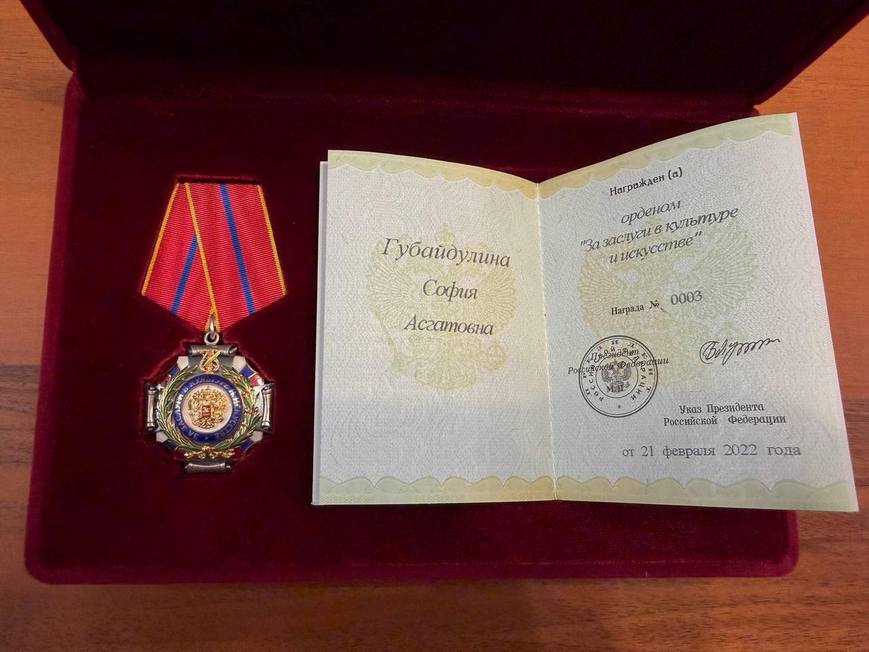 Губайдулина
София
Асгатовна
Награжден (а)
орденом
"За заслуги в культуре
и искусстве"
Награда № 0003
Президент
Российской Федерации
М.П.
Указ Президента
Российской Федерации
от 21 февраля 2022 года